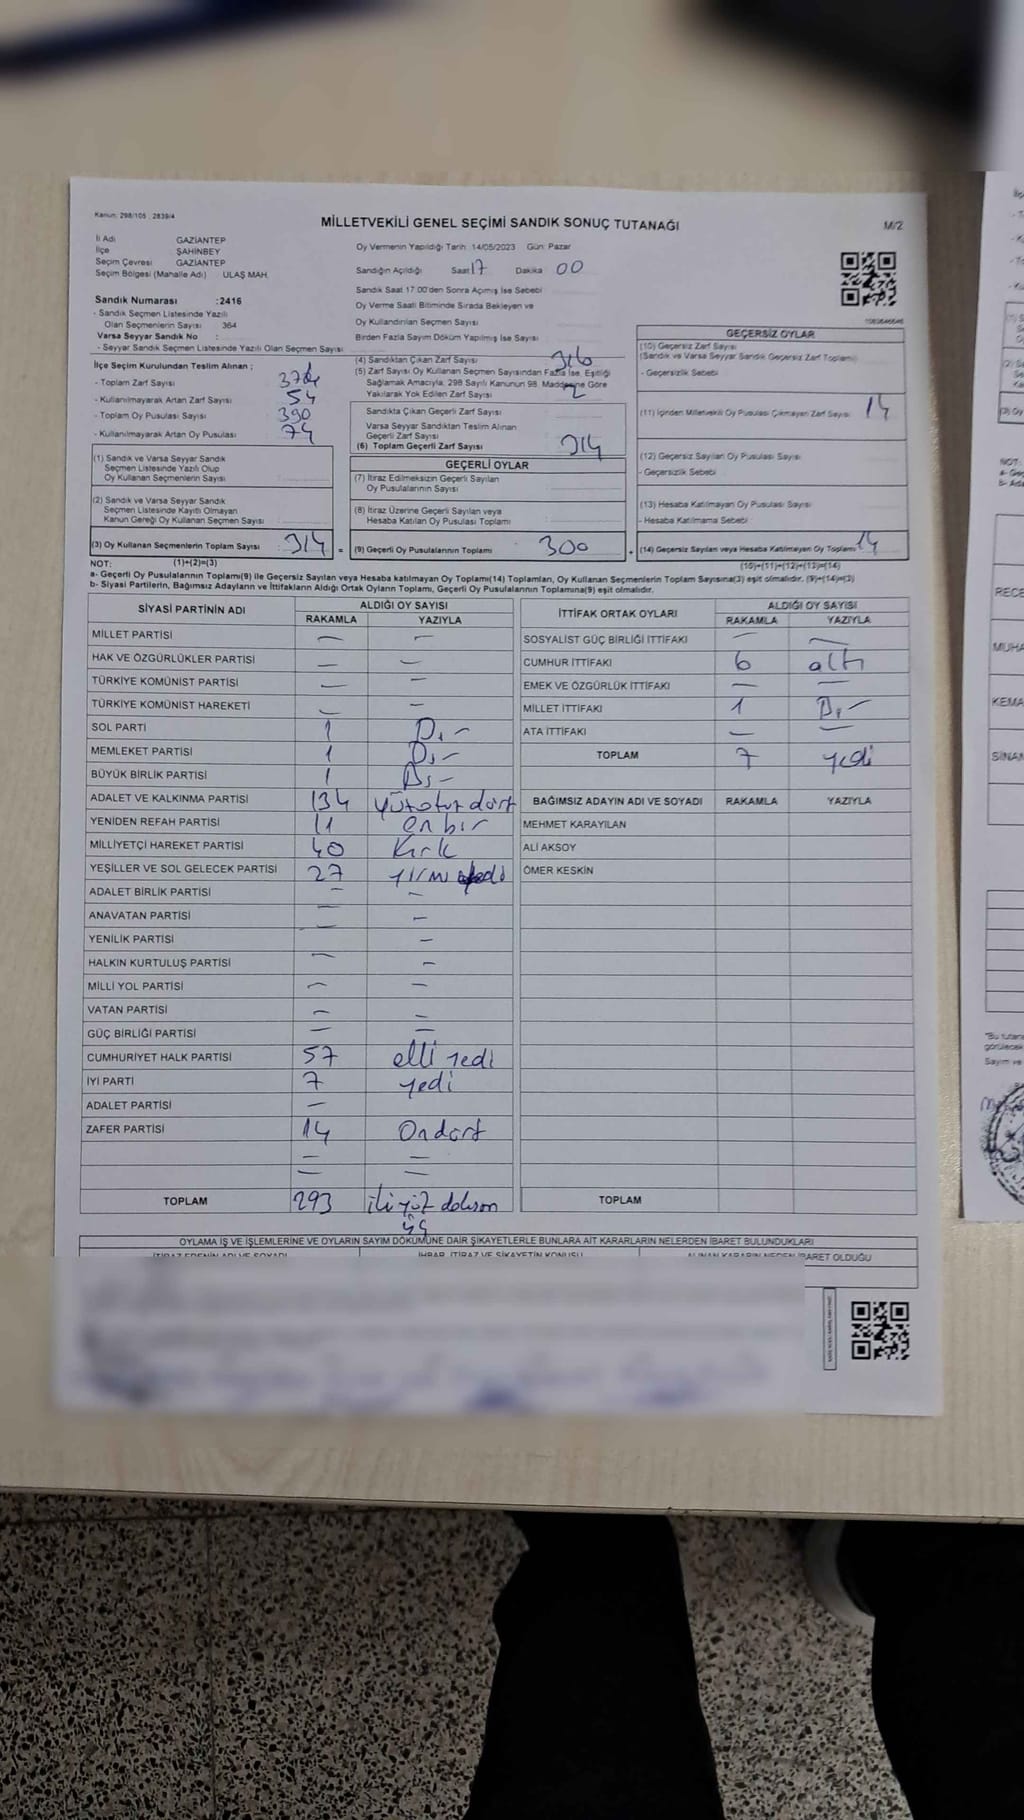 Kanun: 298/105 , 2839/4
MİLLETVEKİLİ GENEL SEÇİMİ SANDIK SONUÇ TUTANAĞI
M/2
İl Adı GAZİANTEP
İlçe ŞAHİNBEY
Seçim Çevresi GAZİANTEP
Seçim Bölgesi (Mahalle Adı) ULAŞ MAH.
Sandık Numarası :2416
- Sandık Seçmen Listesinde Yazılı
Olan Seçmenlerin Sayısı 364
Varsa Seyyar Sandık No :
- Seyyar Sandık Seçmen Listesinde Yazılı Olan Seçmen Sayısı
Oy Vermenin Yapıldığı Tarih: 14/05/2023 Gün: Pazar
Sandığın Açıldığı Saat 17 Dakika 00
Sandık Saat 17:00'den Sonra Açımış İse Sebebi
Oy Verme Saati Bitiminde Sırada Bekleyen ve
Oy Kullandırılan Seçmen Sayısı
Birden Fazla Sayım Döküm Yapılmış İse Sayısı
İlçe Seçim Kurulundan Teslim Alınan ;
- Toplam Zarf Sayısı
- Kullanılmayarak Artan Zarf Sayısı 54
- Toplam Oy Pusulası Sayısı 390
- Kullanılmayarak Artan Oy Pusulası 74
(4) Sandıktan Çıkan Zarf Sayısı 316
(5) Zarf Sayısı Oy Kullanan Seçmen Sayısından Fazla İse, Eşitliği
Sağlamak Amacıyla, 298 Sayılı Kanunun 98. Maddesine Göre
Yakılarak Yok Edilen Zarf Sayısı 2
Sandıkta Çıkan Geçerli Zarf Sayısı
Varsa Seyyar Sandıktan Teslim Alınan
Geçerli Zarf Sayısı
(6) Toplam Geçerli Zarf Sayısı 314
GEÇERSİZ OYLAR
(10) Geçersiz Zarf Sayısı
(Sandık ve Varsa Seyyar Sandık Geçersiz Zarf Toplamı)
- Geçersizlik Sebebi
(11) İçinden Milletvekili Oy Pusulası Çıkmayan Zarf Sayısı 14
(12) Geçersiz Sayılan Oy Pusulası Sayısı
- Geçersizlik Sebebi
(13) Hesaba Katılmayan Oy Pusulası Sayısı
- Hesaba Katılmama Sebebi
(1) Sandık ve Varsa Seyyar Sandık
Seçmen Listesinde Yazılı Olup
Oy Kullanan Seçmenlerin Sayısı
(2) Sandık ve Varsa Seyyar Sandık
Seçmen Listesinde Kayıtlı Olmayan
Kanun Gereği Oy Kullanan Seçmen Sayısı
GEÇERLİ OYLAR
(7) İtiraz Edilmeksizin Geçerli Sayılan
Oy Pusulalarının Sayısı
(8) İtiraz Üzerine Geçerli Sayılan veya
Hesaba Katılan Oy Pusulası Toplamı
(3) Oy Kullanan Seçmenlerin Toplam Sayısı 314 = (9) Geçerli Oy Pusulalarının Toplamı 300 + (14) Geçersiz Sayılan veya Hesaba Katılmayan Oy Toplamı 14
NOT: (1)+(2)=(3) (10)+(11)+(12)+(13)=(14)
a- Geçerli Oy Pusulalarının Toplamı(9) ile Geçersiz Sayılan veya Hesaba katılmayan Oy Toplamı(14) Toplamları, Oy Kullanan Seçmenlerin Toplam Sayısına(3) eşit olmalıdır. (9)+(14)=(3)
b- Siyasi Partilerin, Bağımsız Adayların ve İttifakların Aldığı Ortak Oyların Toplamı, Geçerli Oy Pusulalarının Toplamına(9) eşit olmalıdır.
SİYASİ PARTİNİN ADI ALDIĞI OY SAYISI
RAKAMLA YAZIYLA
MİLLET PARTİSİ — —
HAK VE ÖZGÜRLÜKLER PARTİSİ — —
TÜRKİYE KOMÜNİST PARTİSİ — —
TÜRKİYE KOMÜNİST HAREKETİ — —
SOL PARTİ 1 Bir
MEMLEKET PARTİSİ 1 Bir
BÜYÜK BİRLİK PARTİSİ 1 Bir
ADALET VE KALKINMA PARTİSİ 134 yüzotuz dört
YENİDEN REFAH PARTİSİ 11 on bir
MİLLİYETÇİ HAREKET PARTİSİ 40 Kırk
YEŞİLLER VE SOL GELECEK PARTİSİ 27 yirmi yedi
ADALET BİRLİK PARTİSİ — —
ANAVATAN PARTİSİ — —
YENİLİK PARTİSİ — —
HALKIN KURTULUŞ PARTİSİ — —
MİLLİ YOL PARTİSİ — —
VATAN PARTİSİ — —
GÜÇ BİRLİĞİ PARTİSİ — —
CUMHURİYET HALK PARTİSİ 57 elli yedi
İYİ PARTİ 7 yedi
ADALET PARTİSİ —
ZAFER PARTİSİ 14 Ondört
— —
— —
TOPLAM 293 iki yüz doksan
üç
İTTİFAK ORTAK OYLARI ALDIĞI OY SAYISI
RAKAMLA YAZIYLA
SOSYALİST GÜÇ BİRLİĞİ İTTİFAKI — —
CUMHUR İTTİFAKI 6 altı
EMEK VE ÖZGÜRLÜK İTTİFAKI — —
MİLLET İTTİFAKI 1 Bir
ATA İTTİFAKI — —
TOPLAM 7 yedi
BAĞIMSIZ ADAYIN ADI VE SOYADI RAKAMLA YAZIYLA
MEHMET KARAYILAN
ALİ AKSOY
ÖMER KESKİN
TOPLAM
OYLAMA İŞ VE İŞLEMLERİNE VE OYLARIN SAYIM DÖKÜMÜNE DAİR ŞİKAYETLERLE BUNLARA AİT KARARLARIN NELERDEN İBARET BULUNDUKLARI
İTİRAZ EDENİN ADI VE SOYADI İHBAR, İTİRAZ VE ŞİKAYETİN KONUSU ALINAN KARARIN NEDEN İBARET OLDUĞU
RECE
MUHA
KEMA
SİNAN
"Bu tutana
görülecek
Sayım ve